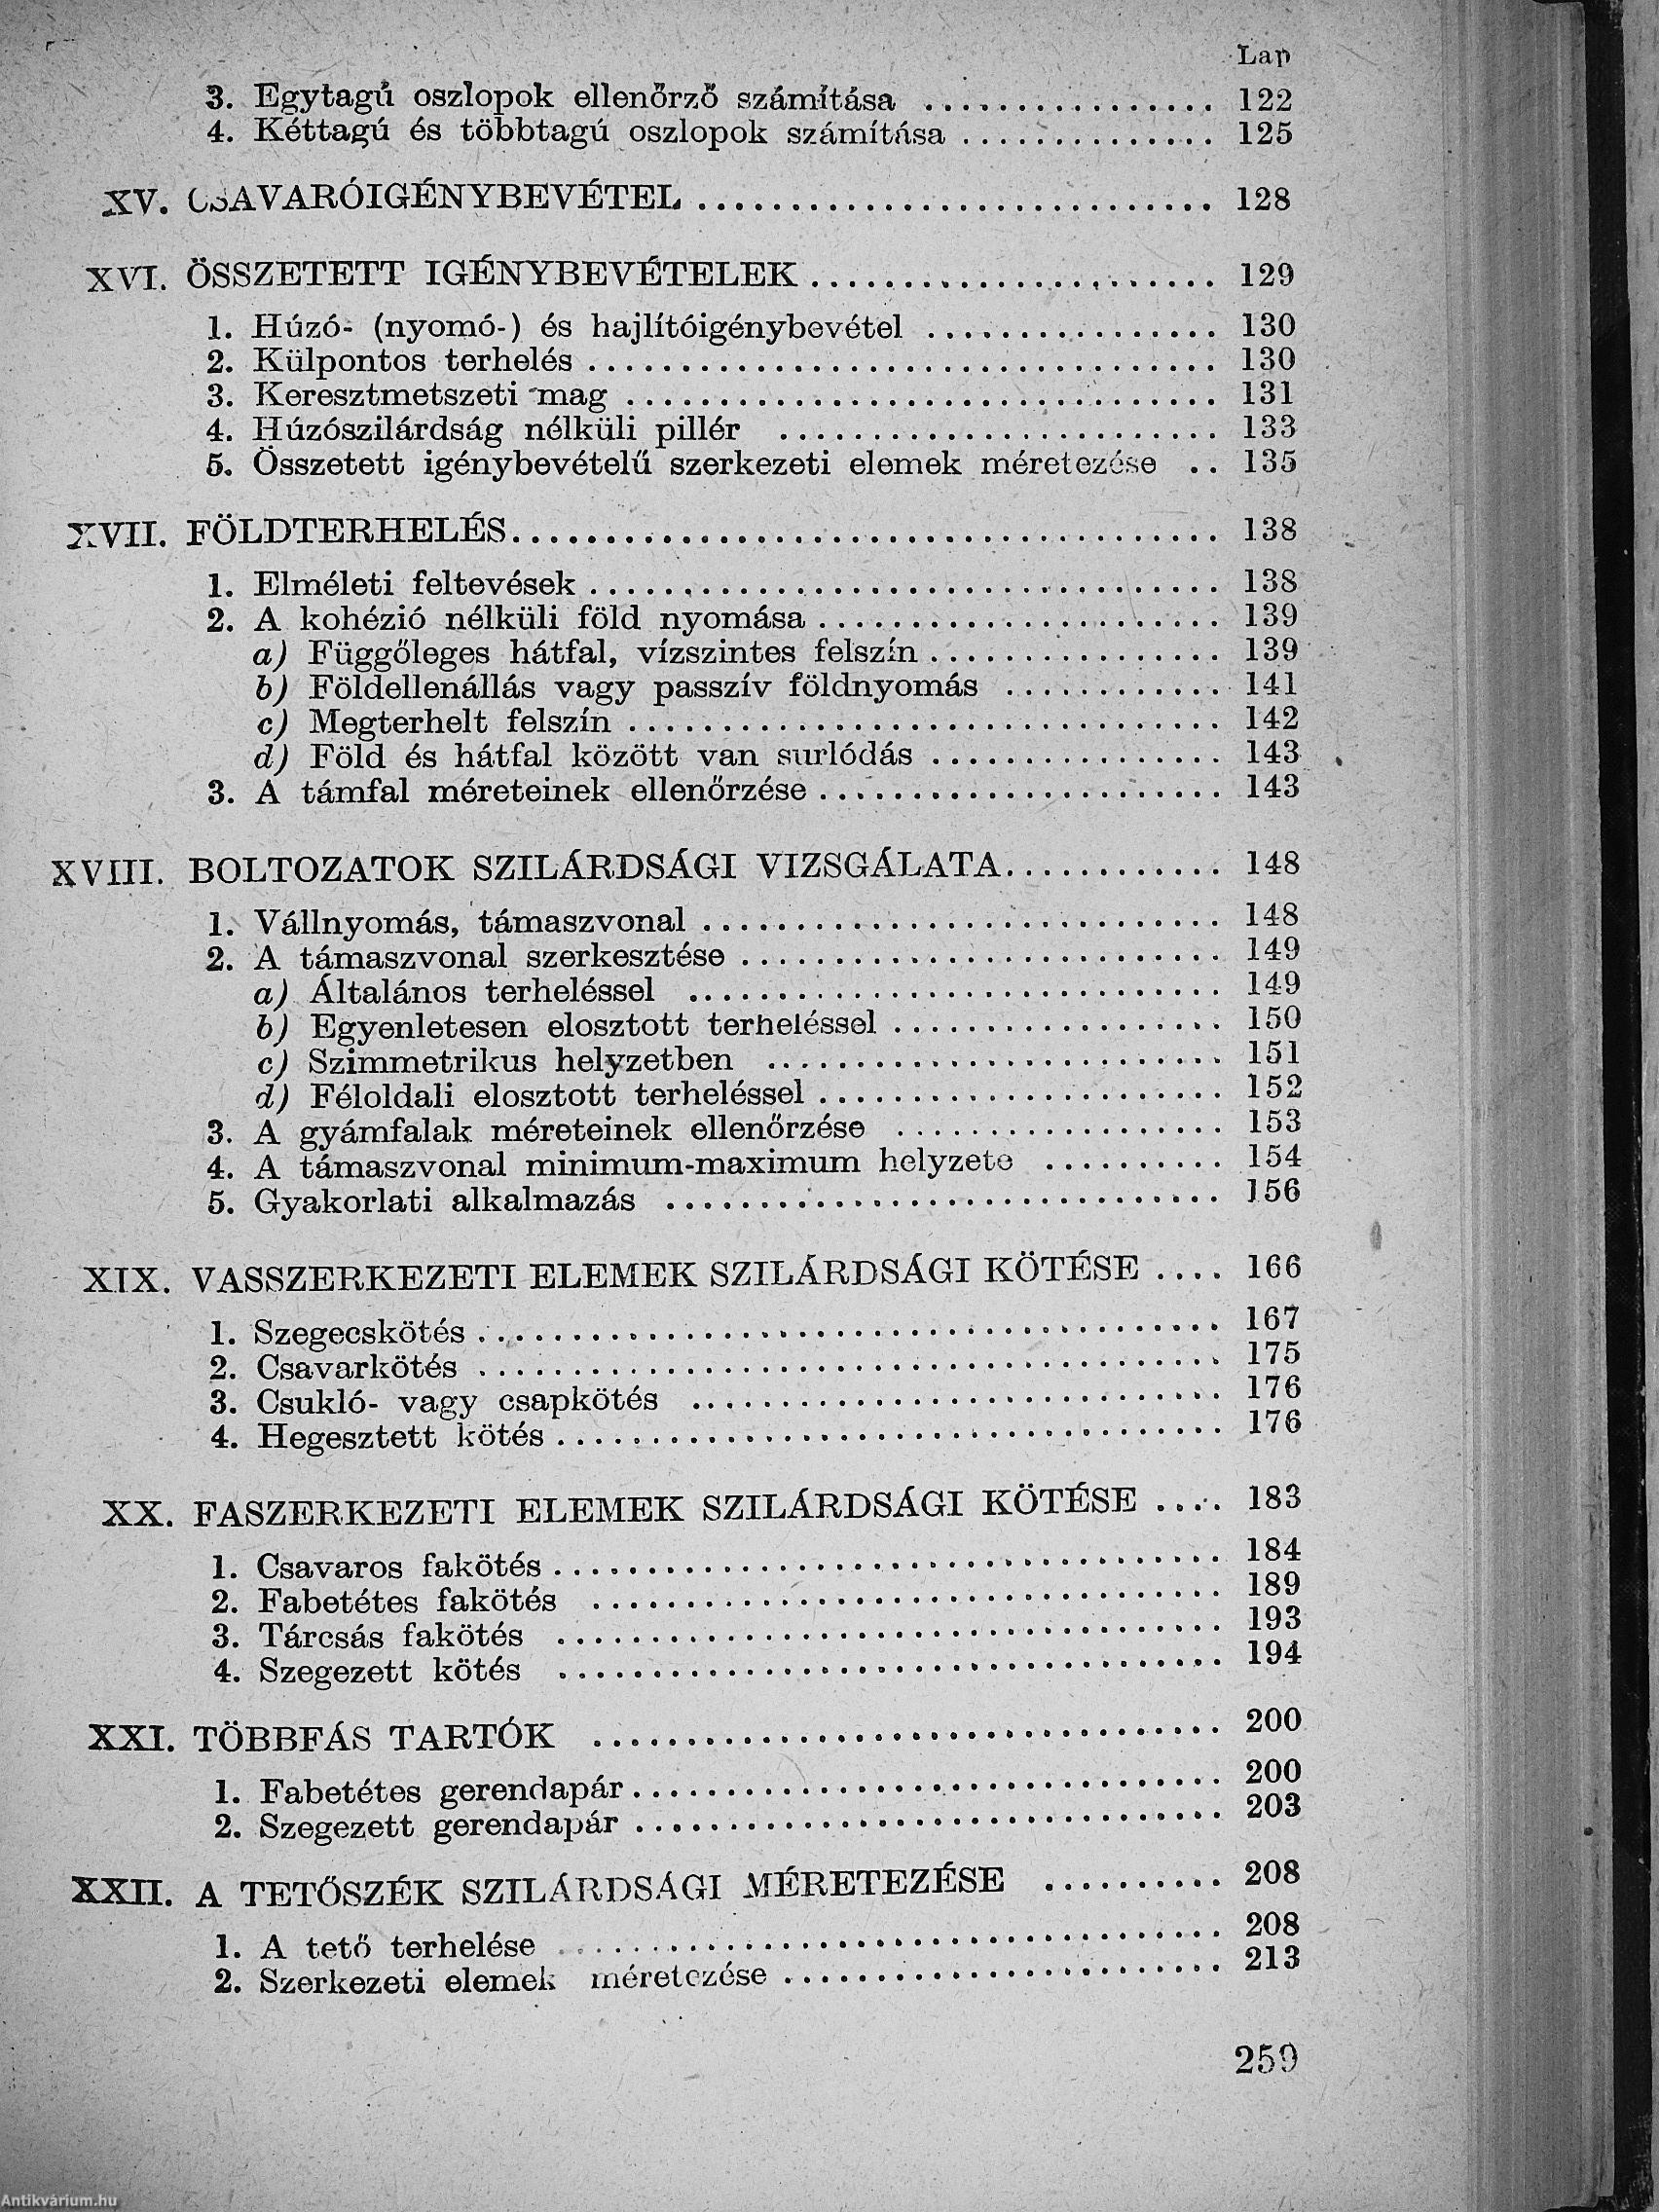 Lap
3. Egytagú oszlopok ellenőrző számítása ................ 122
4. Kéttagú és többtagú oszlopok számítása .............. 125
XV. CSAVARÓIGÉNYBEVÉTEL ............................ 128
XVI. ÖSSZETETT IGÉNYBEVÉTELEK ...................... 129
1. Húzó- (nyomó-) és hajlítóigénybevétel ................ 130
2. Külpontos terhelés .................................. 130
3. Keresztmetszeti mag ................................ 131
4. Húzószilárdság nélküli pillér ........................ 133
5. Összetett igénybevételű szerkezeti elemek méretezése .. 135
XVII. FÖLDTERHELÉS ...................................... 138
1. Elméleti feltevések .................................. 138
2. A kohézió nélküli föld nyomása ...................... 139
a) Függőleges hátfal, vízszintes felszín ................ 139
b) Földellenállás vagy passzív földnyomás ............ 141
c) Megterhelt felszín ................................ 142
d) Föld és hátfal között van surlódás ................ 143
3. A támfal méreteinek ellenőrzése ...................... 143
XVIII. BOLTOZATOK SZILÁRDSÁGI VIZSGÁLATA ............ 148
1. Vállnyomás, támaszvonal ............................ 148
2. A támaszvonal szerkesztése .......................... 149
a) Általános terheléssel ............................ 149
b) Egyenletesen elosztott terheléssel .................. 150
c) Szimmetrikus helyzetben ........................ 151
d) Féloldali elosztott terheléssel ...................... 152
3. A gyámfalak méreteinek ellenőrzése .................. 153
4. A támaszvonal minimum-maximum helyzete .......... 154
5. Gyakorlati alkalmazás .............................. 156
XIX. VASSZERKEZETI ELEMEK SZILÁRDSÁGI KÖTÉSE .... 166
1. Szegecskötés ........................................ 167
2. Csavarkötés ........................................ 175
3. Csukló- vagy csapkötés ............................ 176
4. Hegesztett kötés .................................... 176
XX. FASZERKEZETI ELEMEK SZILÁRDSÁGI KÖTÉSE .... 183
1. Csavaros fakötés .................................... 184
2. Fabetétes fakötés .................................. 189
3. Tárcsás fakötés .................................... 193
4. Szegezett kötés .................................... 194
XXI. TÖBBFÁS TARTÓK .................................. 200
1. Fabetétes gerendapár ................................ 200
2. Szegezett gerendapár ................................ 203
XXII. A TETŐSZÉK SZILÁRDSÁGI MÉRETEZÉSE .......... 208
1. A tető terhelése .................................... 208
2. Szerkezeti elemek méretezése ........................ 213
259
Antikvárium.hu